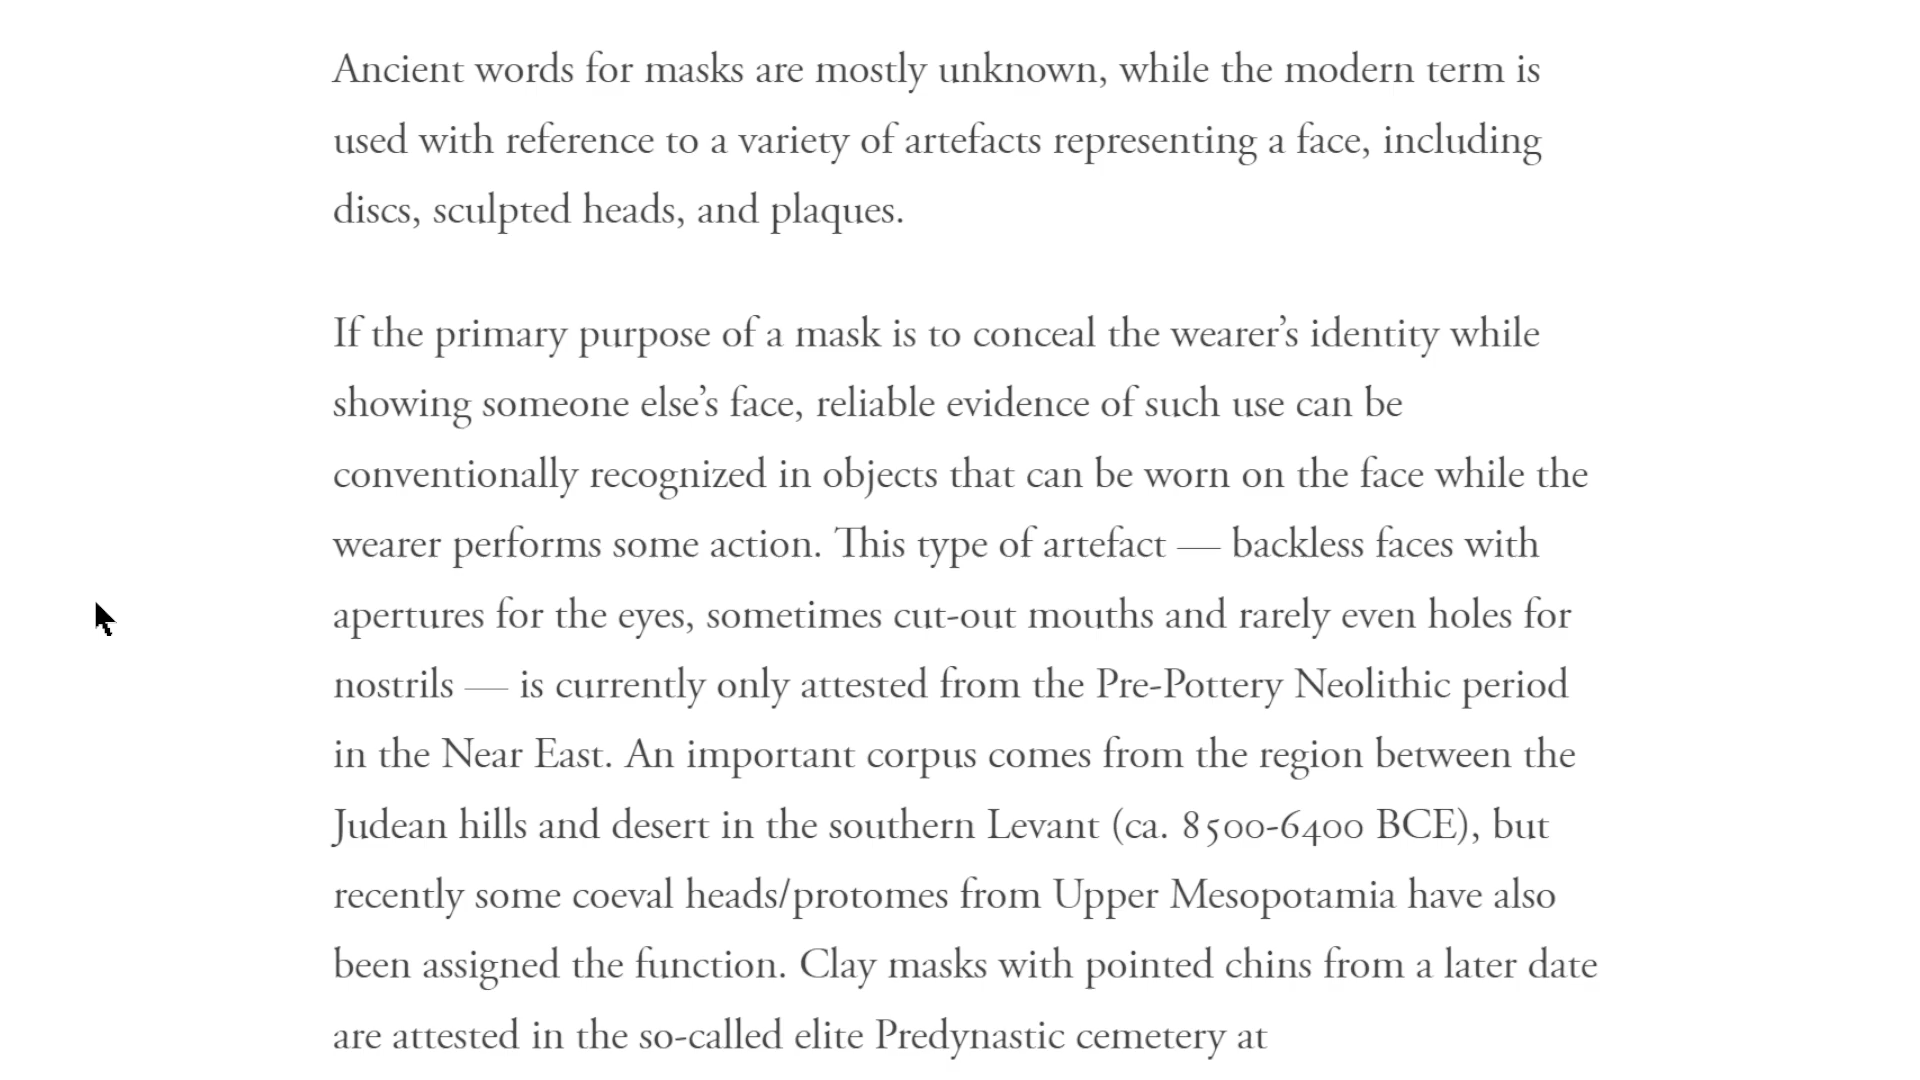 Ancient words for masks are mostly unknown, while the modern term is
used with reference to a variety of artefacts representing a face, including
discs, sculpted heads, and plaques.
If the primary purpose of a mask is to conceal the wearer’s identity while
showing someone else’s face, reliable evidence of such use can be
conventionally recognized in objects that can be worn on the face while the
wearer performs some action. This type of artefact — backless faces with
apertures for the eyes, sometimes cut-out mouths and rarely even holes for
nostrils — is currently only attested from the Pre-Pottery Neolithic period
in the Near East. An important corpus comes from the region between the
Judean hills and desert in the southern Levant (ca. 8500-6400 BCE), but
recently some coeval heads/protomes from Upper Mesopotamia have also
been assigned the function. Clay masks with pointed chins from a later date
are attested in the so-called elite Predynastic cemetery at